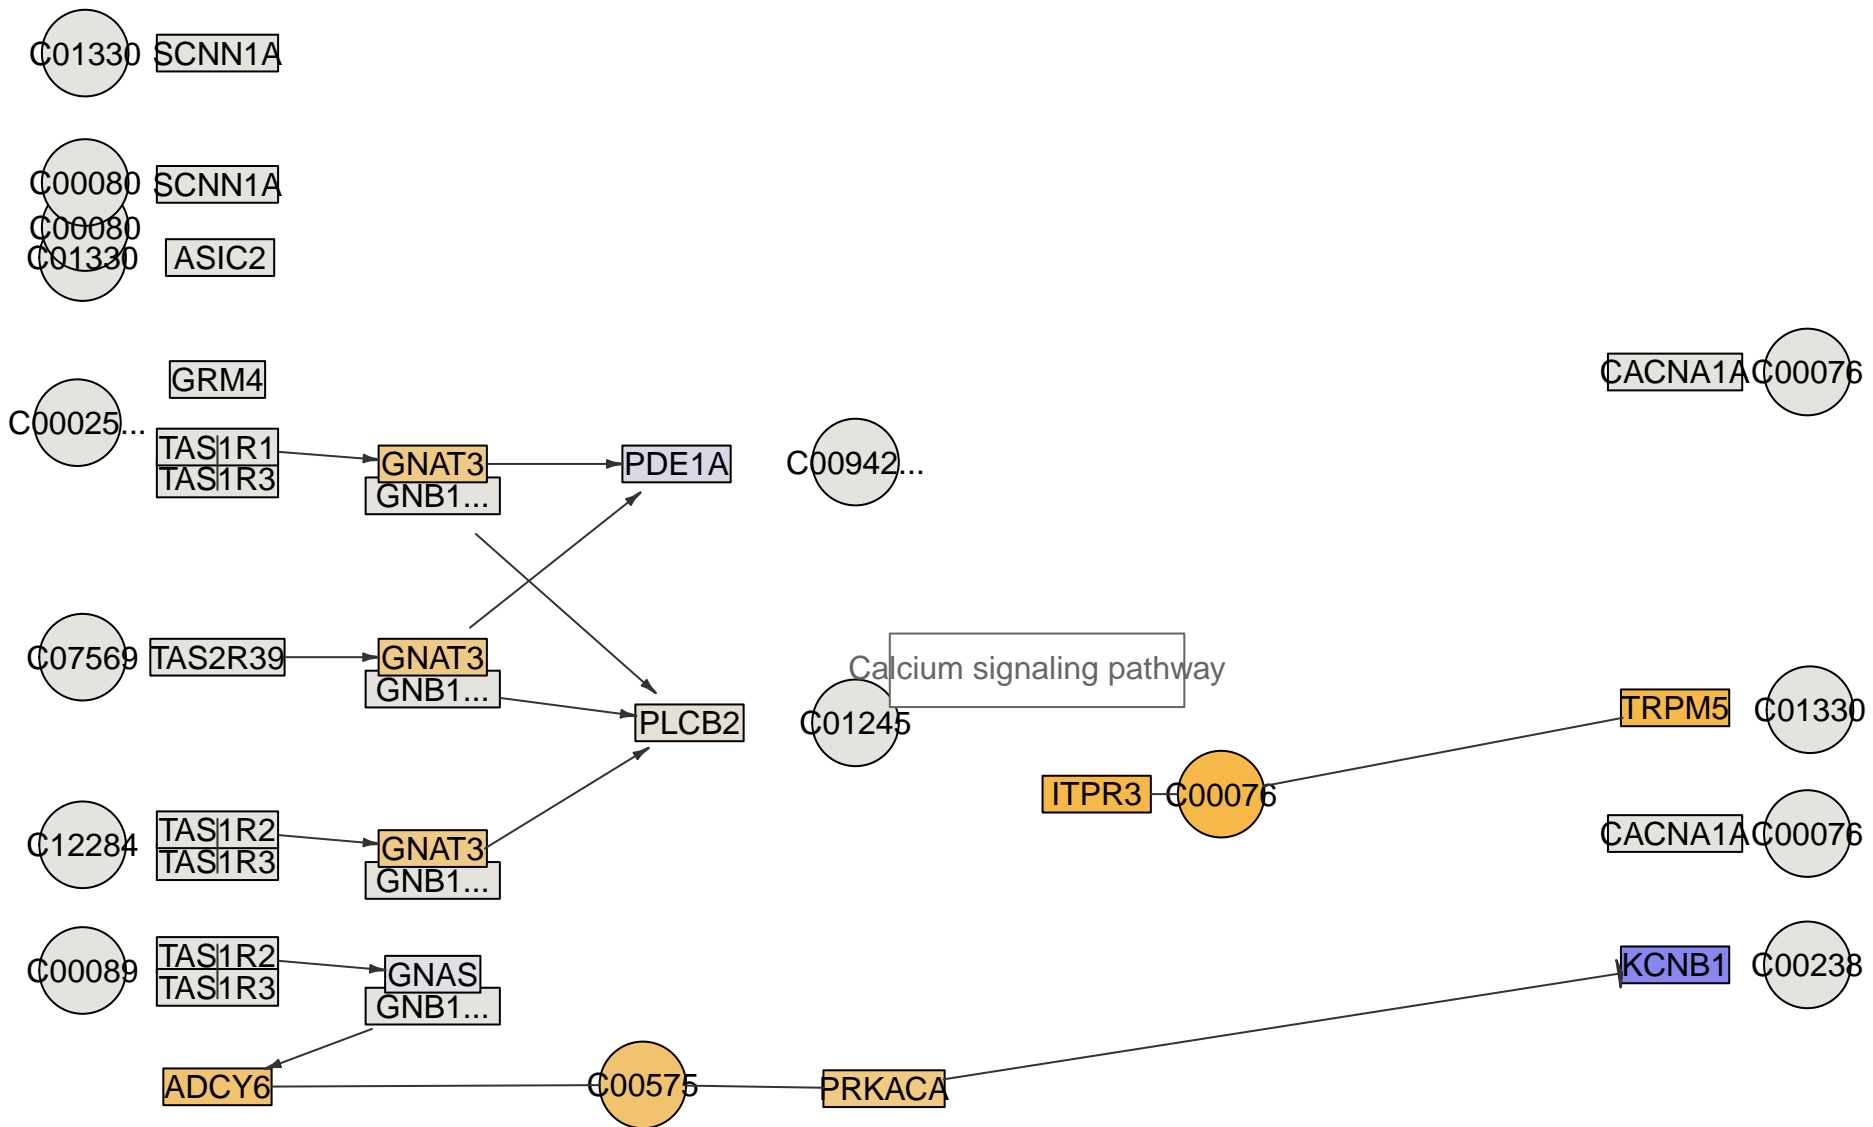 C01330 SCNN1A
C00080 SCNN1A
C00080
C01330 ASIC2
GRM4
CACNA1A C00076
C00025...
TAS1R1
GNAT3 PDE1A C00942...
TAS1R3
GNB1...
C07569 TAS2R39 GNAT3
Calcium signaling pathway
GNB1...
TRPM5 C01330
PLCB2 C01245
ITPR3 C00076
TAS1R2
CACNA1A C00076
C12284
GNAT3
TAS1R3
GNB1...
TAS1R2
KCNB1 C00238
C00089
GNAS
TAS1R3
GNB1...
ADCY6 C00575 PRKACA